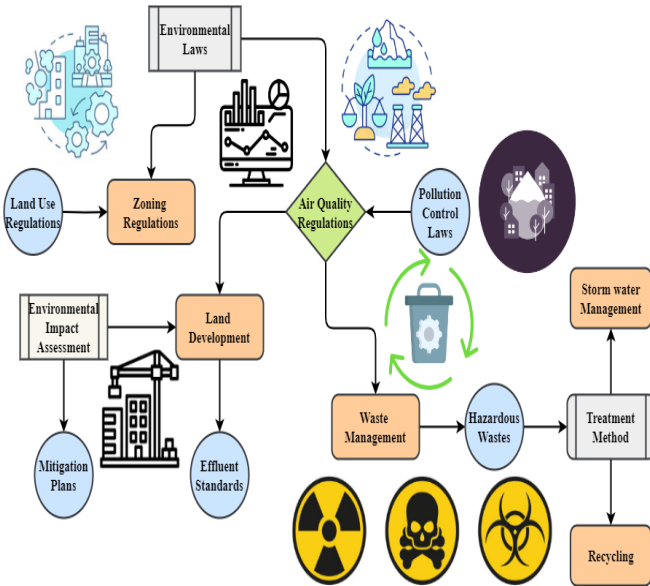 Environmental
Laws
Land Use
Regulations
Zoning
Regulations
Air Quality
Regulations
Pollution
Control
Laws
Environmental
Impact
Assessment
Land
Development
Storm water
Management
Mitigation
Plans
Effluent
Standards
Waste
Management
Hazardous
Wastes
Treatment
Method
Recycling